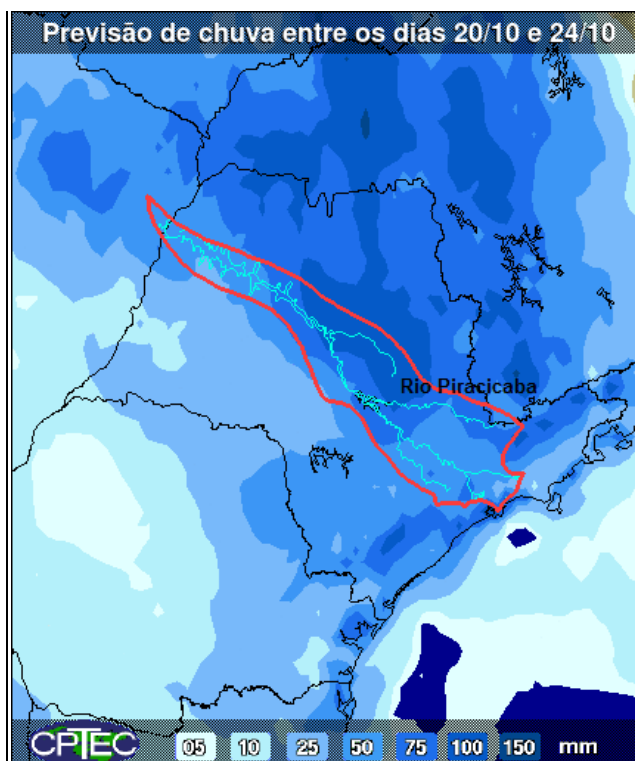 Previsão de chuva entre os dias 20/10 e 24/10
Rio Piracicaba
CPTEC 05 10 25 50 75 100 150 mm